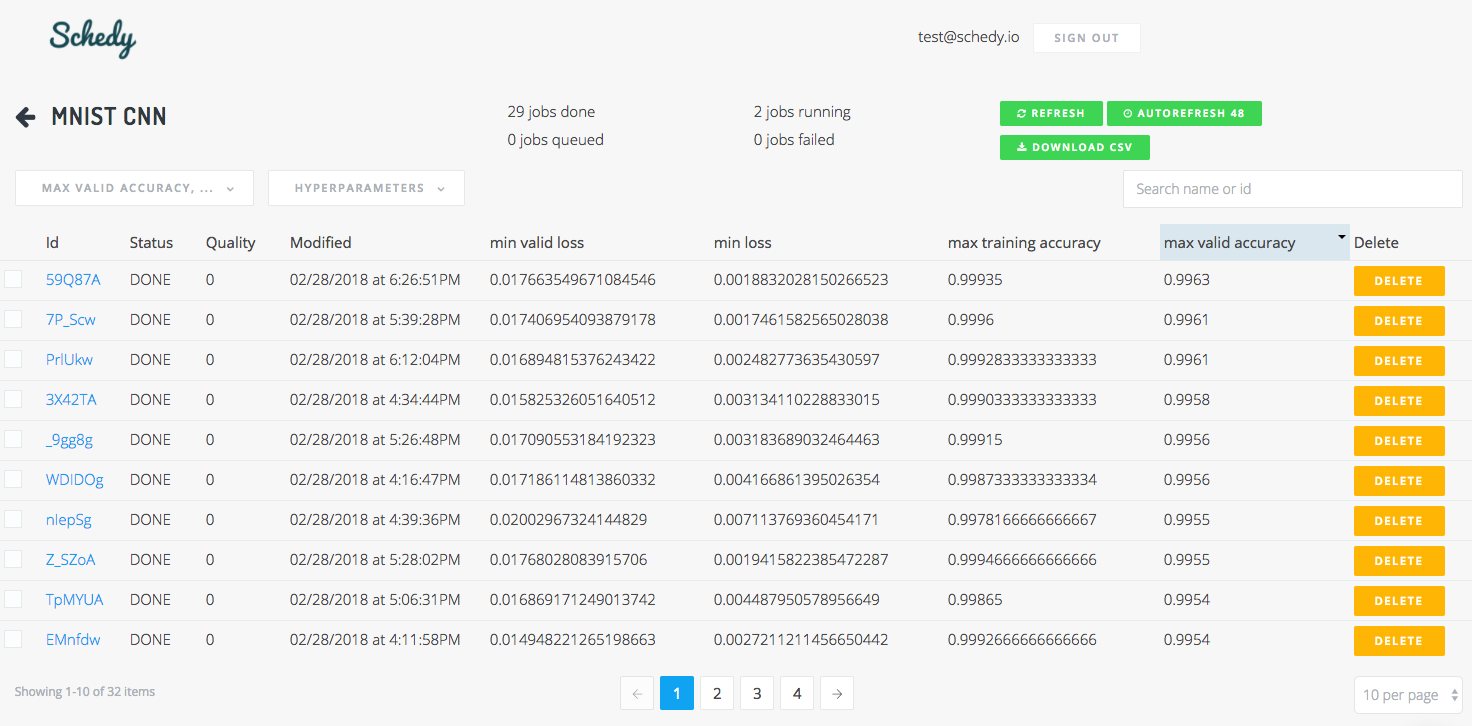 Schedy
test@schedy.io SIGN OUT
MNIST CNN
29 jobs done 2 jobs running
0 jobs queued 0 jobs failed
REFRESH AUTOREFRESH 48
DOWNLOAD CSV
MAX VALID ACCURACY, ... HYPERPARAMETERS Search name or id
Id Status Quality Modified min valid loss min loss max training accuracy max valid accuracy Delete
59Q87A DONE 0 02/28/2018 at 6:26:51PM 0.017663549671084546 0.0018832028150266523 0.99935 0.9963 DELETE
7P_Scw DONE 0 02/28/2018 at 5:39:28PM 0.017406954093879178 0.0017461582565028038 0.9996 0.9961 DELETE
PrlUkw DONE 0 02/28/2018 at 6:12:04PM 0.016894815376243422 0.002482773635430597 0.9992833333333333 0.9961 DELETE
3X42TA DONE 0 02/28/2018 at 4:34:44PM 0.015825326051640512 0.003134110228833015 0.9990333333333333 0.9958 DELETE
_9gg8g DONE 0 02/28/2018 at 5:26:48PM 0.017090553184192323 0.003183689032464463 0.99915 0.9956 DELETE
WDIDOg DONE 0 02/28/2018 at 4:16:47PM 0.017186114813860332 0.004166861395026354 0.9987333333333334 0.9956 DELETE
nIepSg DONE 0 02/28/2018 at 4:39:36PM 0.02002967324144829 0.007113769360454171 0.9978166666666667 0.9955 DELETE
Z_SZoA DONE 0 02/28/2018 at 5:28:02PM 0.01768028083915706 0.0019415822385472287 0.9994666666666666 0.9955 DELETE
TpMYUA DONE 0 02/28/2018 at 5:06:31PM 0.016869171249013742 0.004487950578956649 0.99865 0.9954 DELETE
EMnfdw DONE 0 02/28/2018 at 4:11:58PM 0.014948221265198663 0.0027211211456650442 0.9992666666666666 0.9954 DELETE
Showing 1-10 of 32 items ← 1 2 3 4 → 10 per page